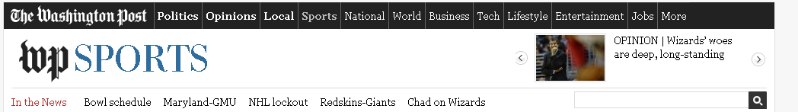 The Washington Post Politics Opinions Local Sports National World Business Tech Lifestyle Entertainment Jobs More
wp SPORTS
OPINION | Wizards' woes
are deep, long-standing
In the News Bowl schedule Maryland-GMU NHL lockout Redskins-Giants Chad on Wizards